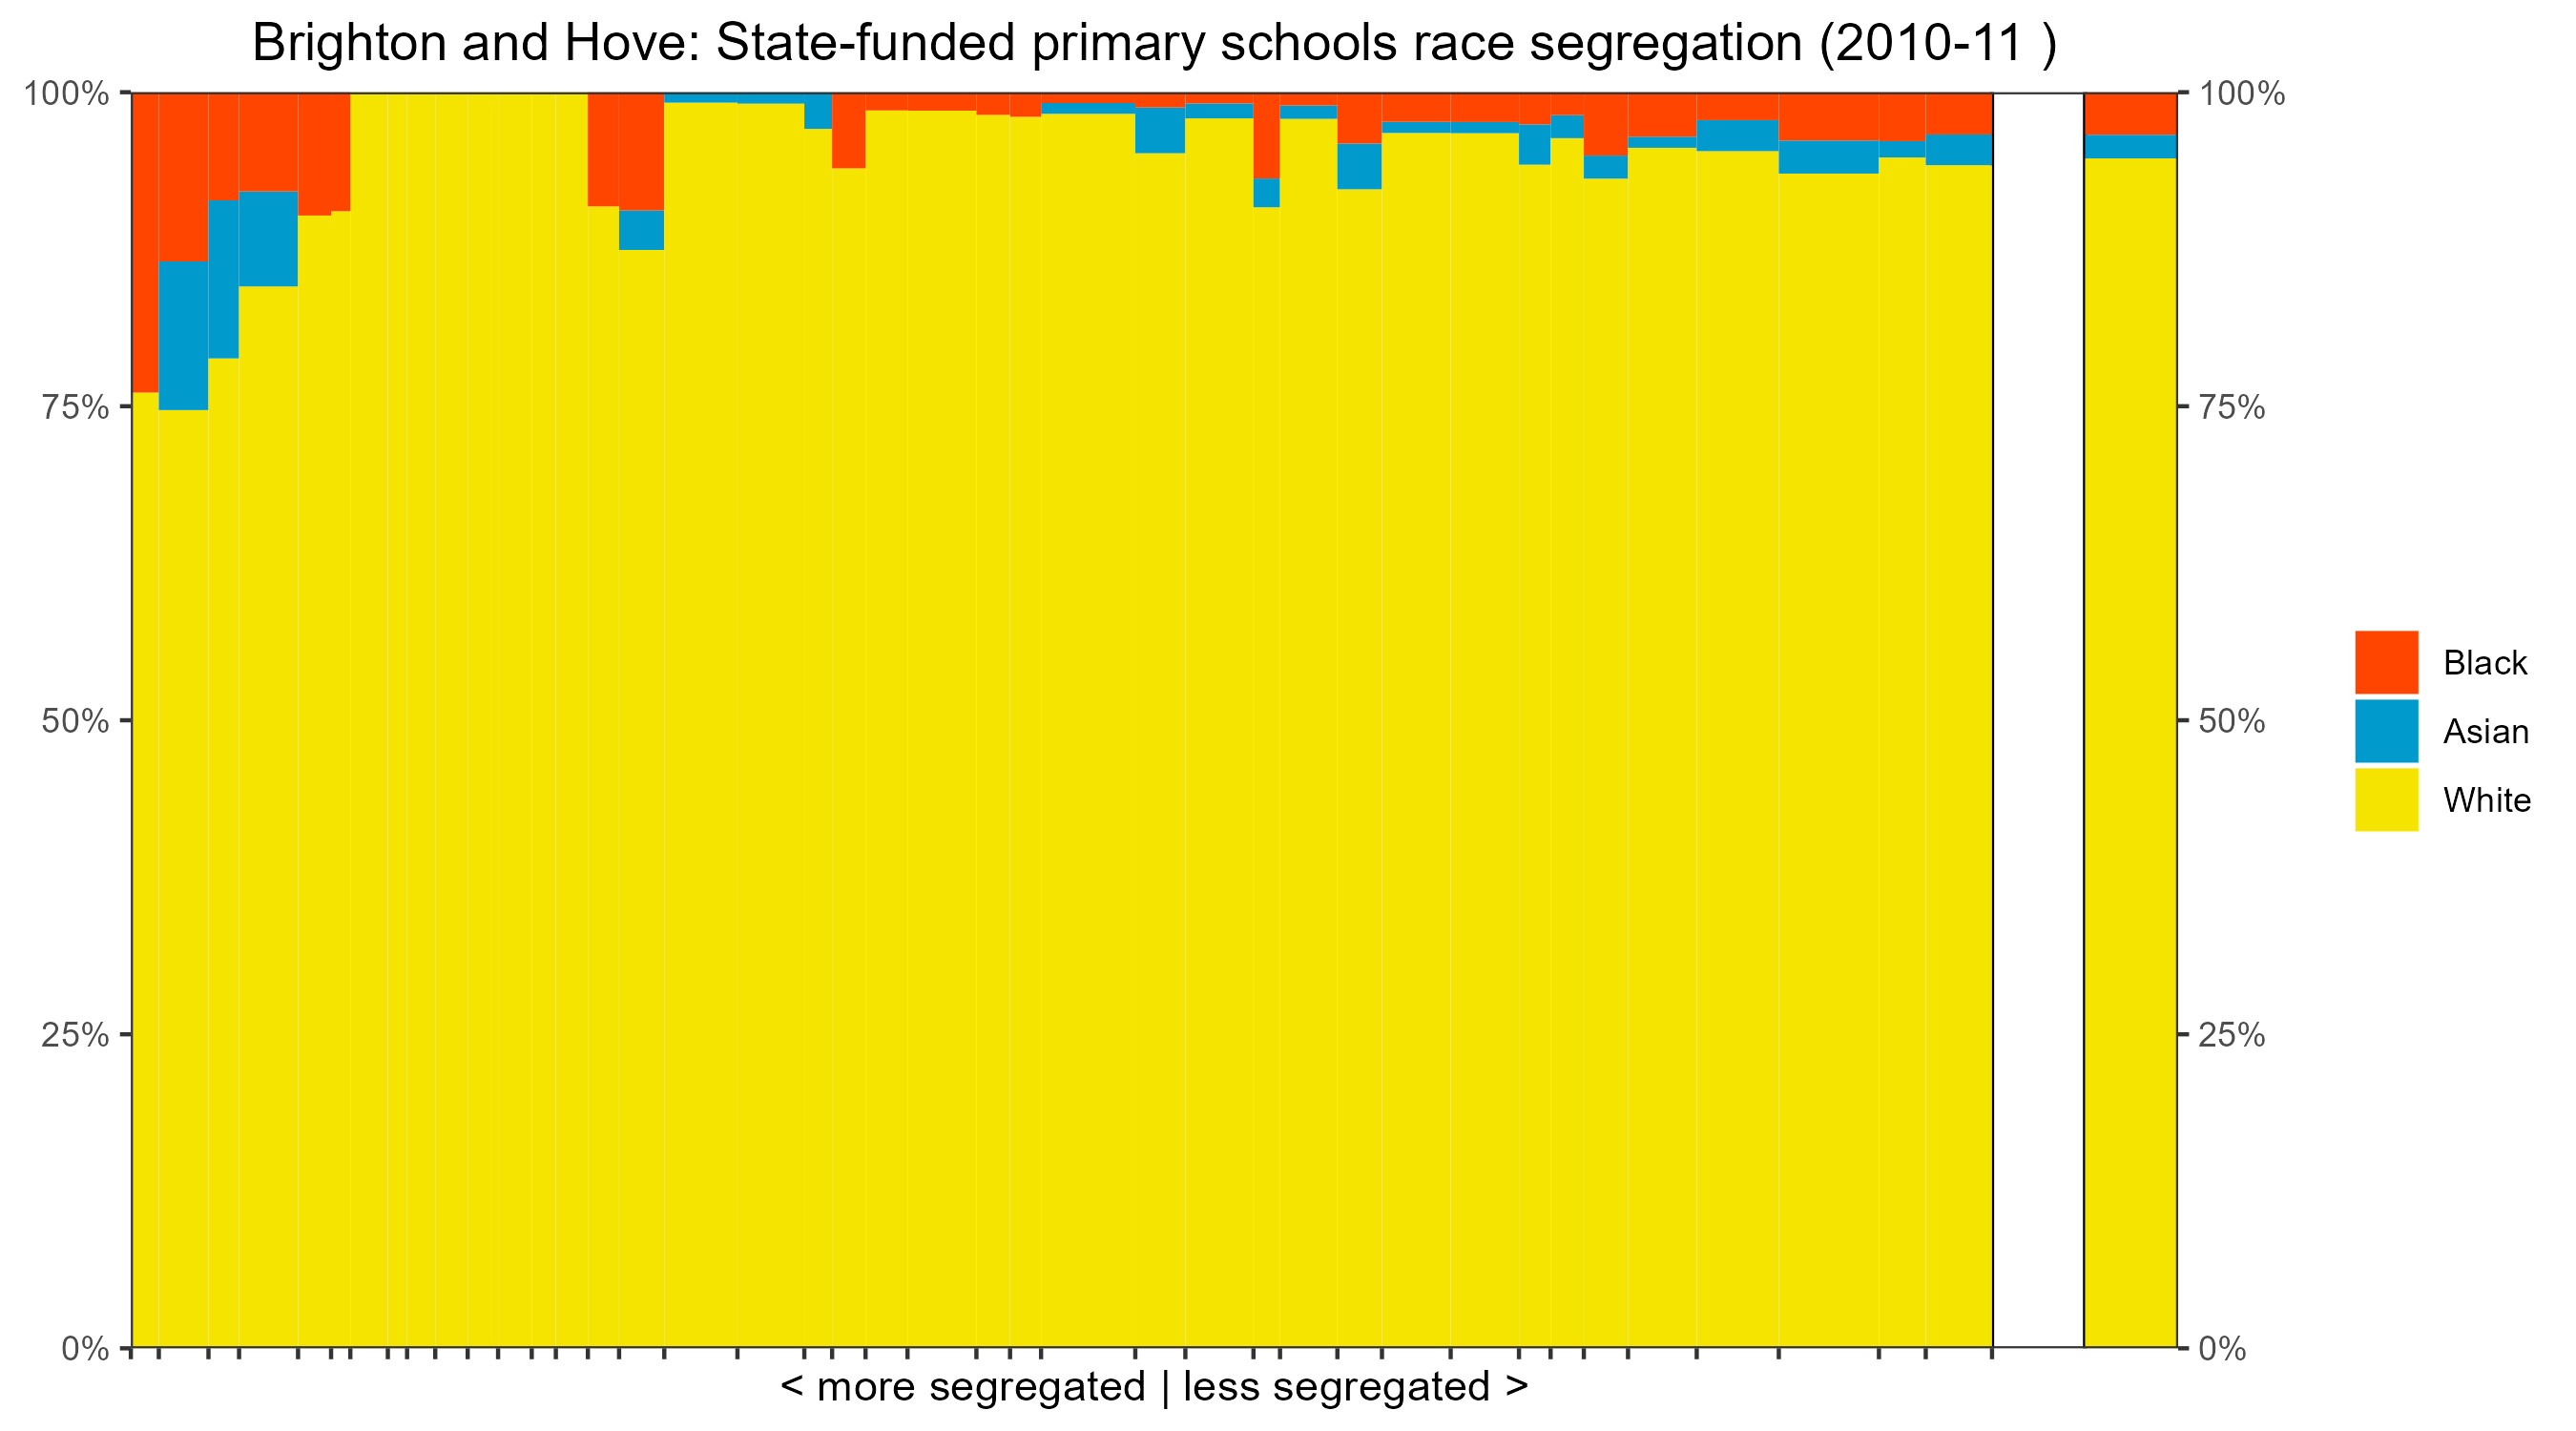 Brighton and Hove: State-funded primary schools race segregation (2010-11 )
100%
75%
50%
25%
0%
100%
75%
50%
25%
0%
Black
Asian
White
< more segregated | less segregated >